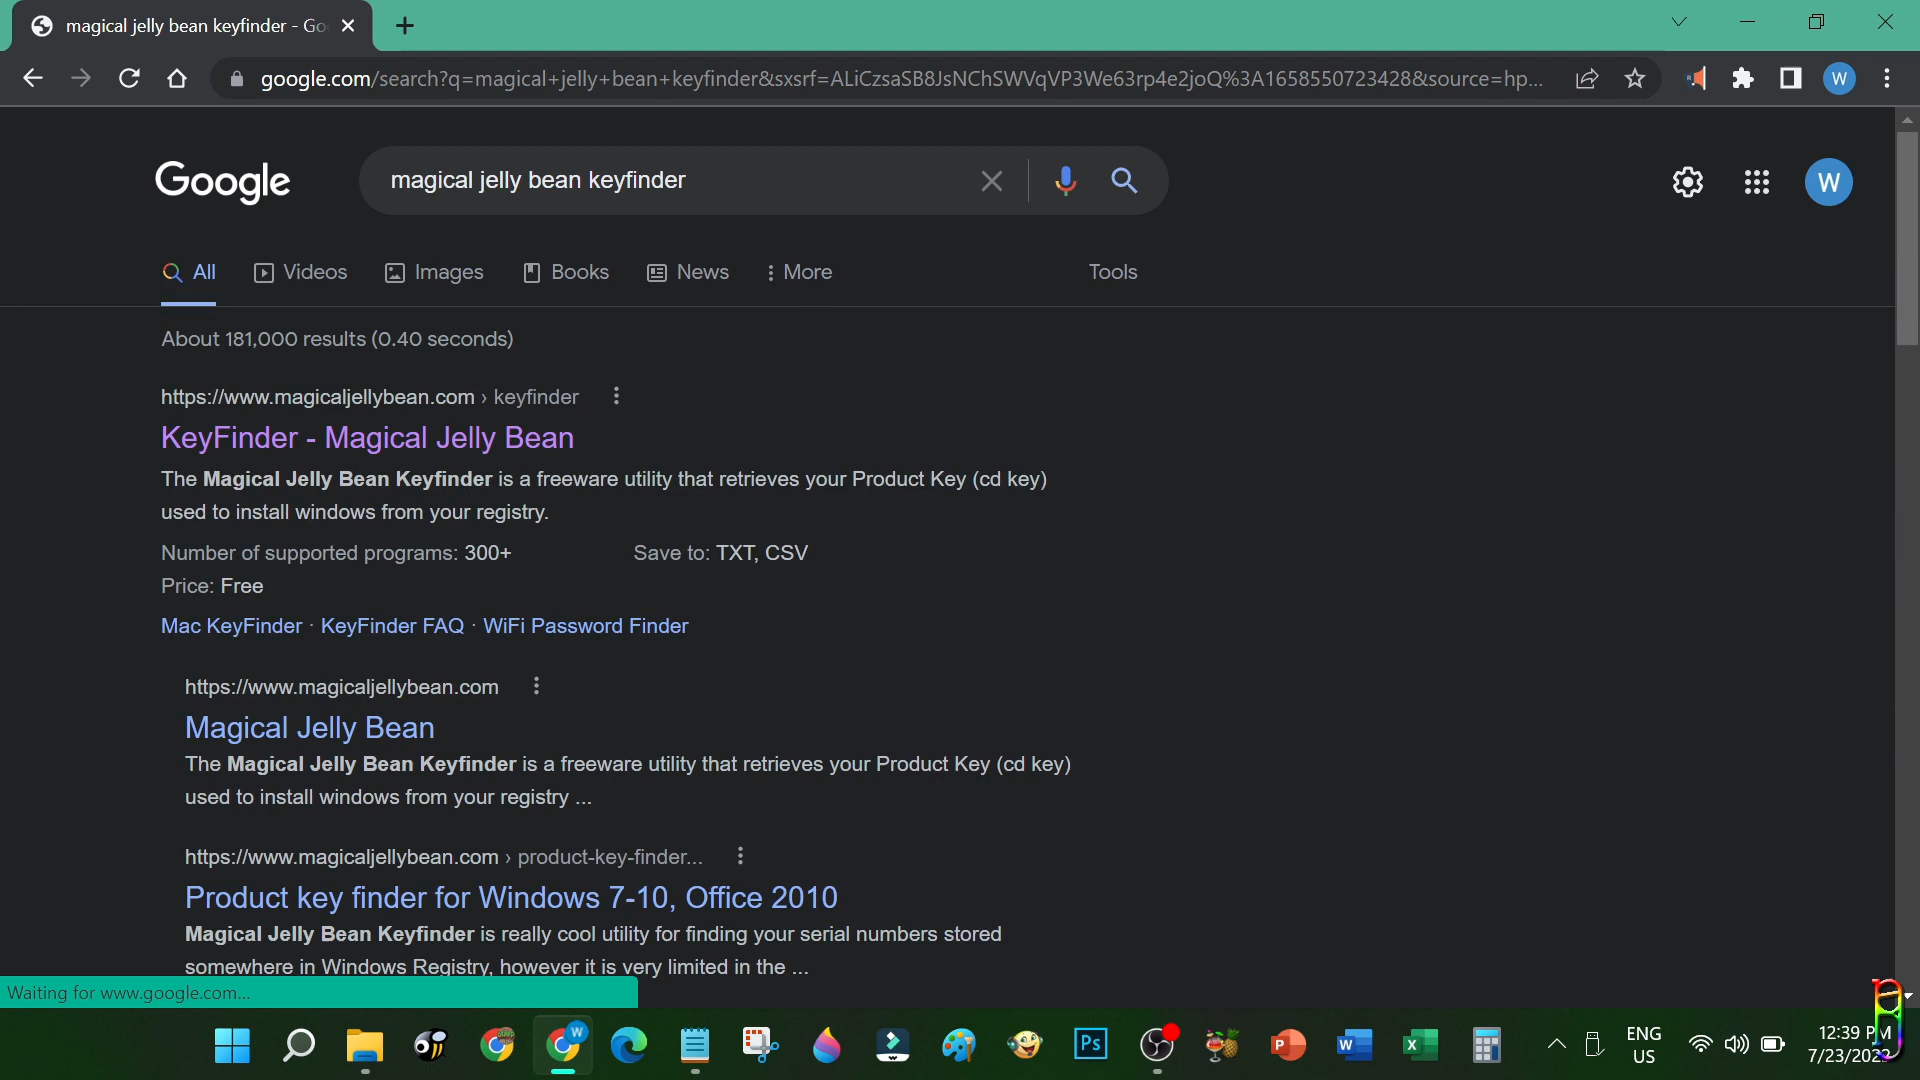 magical jelly bean keyfinder - Go
google.com/search?q=magical+jelly+bean+keyfinder&sxsrf=ALiCzsaSB8JsNChSWVqVP3We63rp4e2joQ%3A1658550723428&source=hp...
W
Google
magical jelly bean keyfinder
W
All
Videos
Images
Books
News
More
Tools
About 181,000 results (0.40 seconds)
https://www.magicaljellybean.com › keyfinder
KeyFinder - Magical Jelly Bean
The Magical Jelly Bean Keyfinder is a freeware utility that retrieves your Product Key (cd key)
used to install windows from your registry.
Number of supported programs: 300+ Save to: TXT, CSV
Price: Free
Mac KeyFinder · KeyFinder FAQ · WiFi Password Finder
https://www.magicaljellybean.com
Magical Jelly Bean
The Magical Jelly Bean Keyfinder is a freeware utility that retrieves your Product Key (cd key)
used to install windows from your registry ...
https://www.magicaljellybean.com › product-key-finder...
Product key finder for Windows 7-10, Office 2010
Magical Jelly Bean Keyfinder is really cool utility for finding your serial numbers stored
somewhere in Windows Registry, however it is very limited in the ...
Waiting for www.google.com...
W
Ps
P
W
X
ENG
US
12:39 PM
7/23/2022